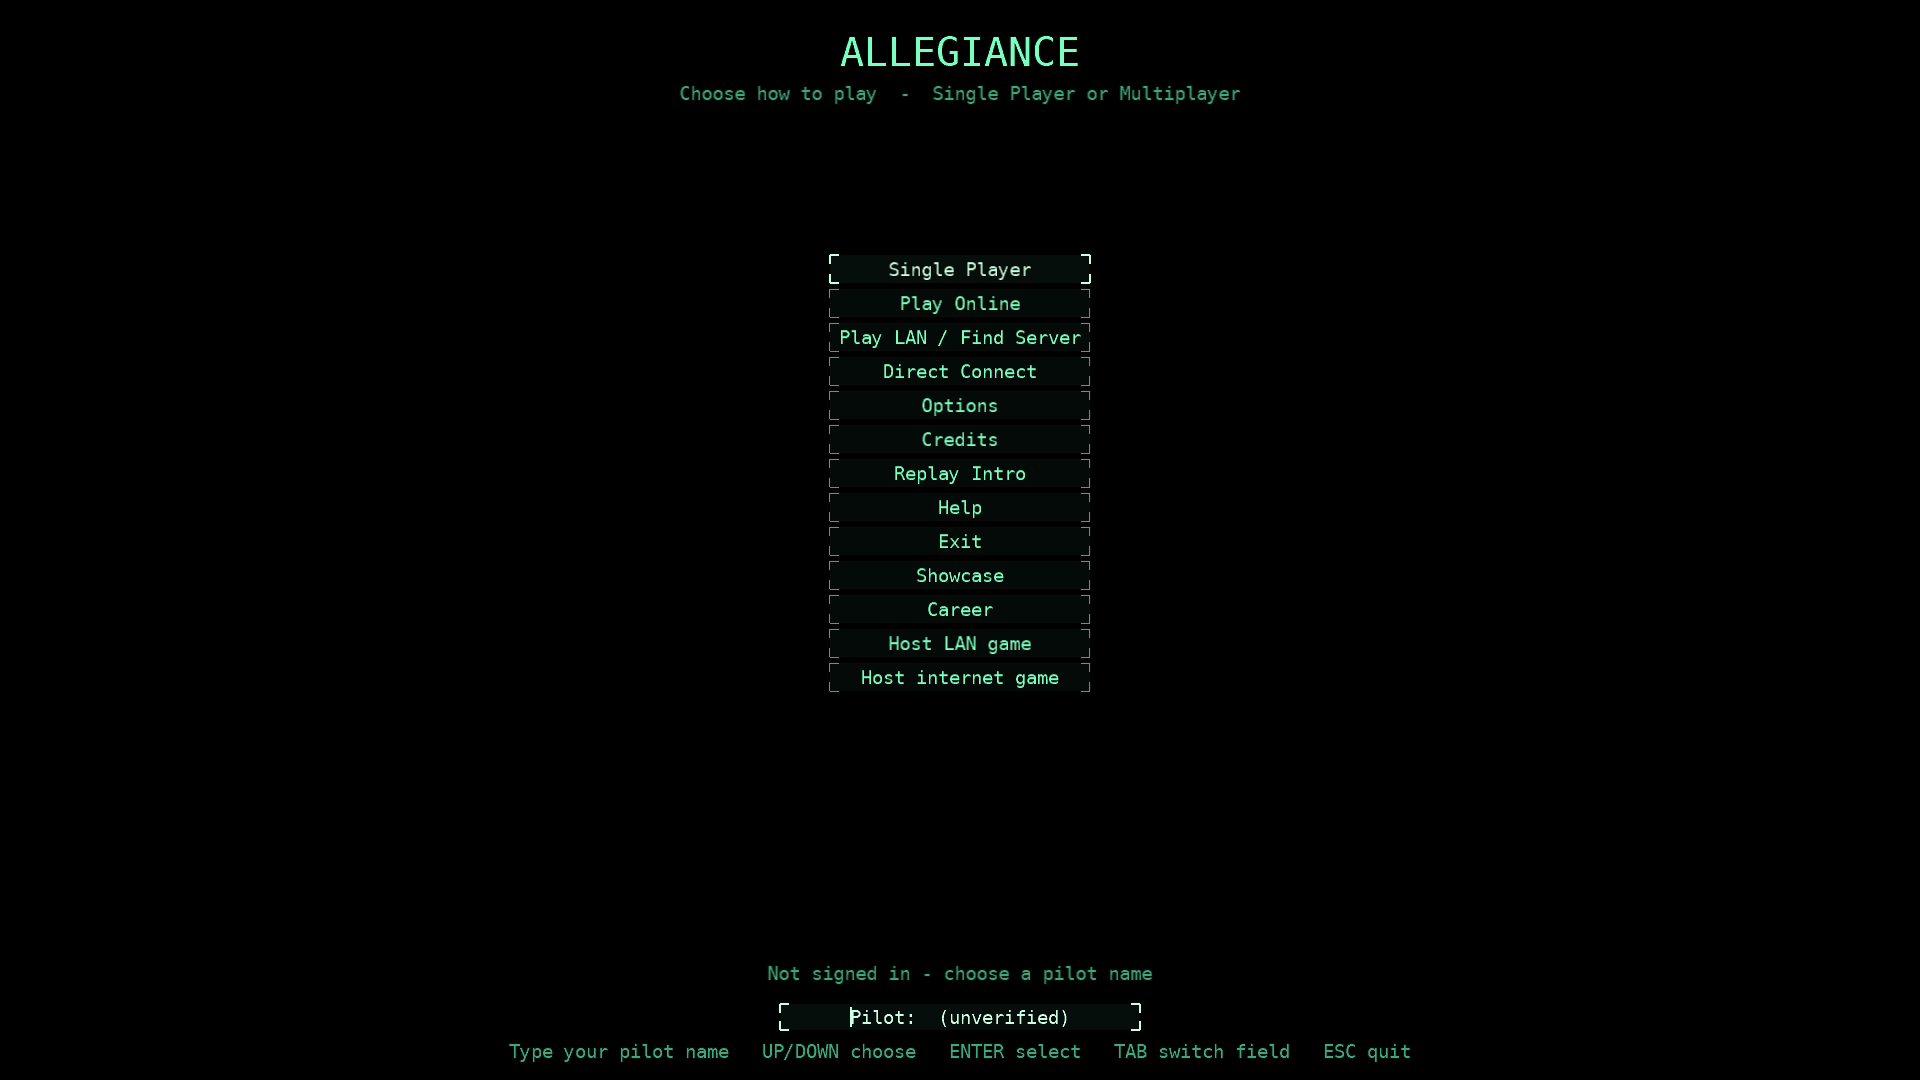 ALLEGIANCE
Choose how to play - Single Player or Multiplayer
Single Player
Play Online
Play LAN / Find Server
Direct Connect
Options
Credits
Replay Intro
Help
Exit
Showcase
Career
Host LAN game
Host internet game
Not signed in - choose a pilot name
Pilot: (unverified)
Type your pilot name UP/DOWN choose ENTER select TAB switch field ESC quit